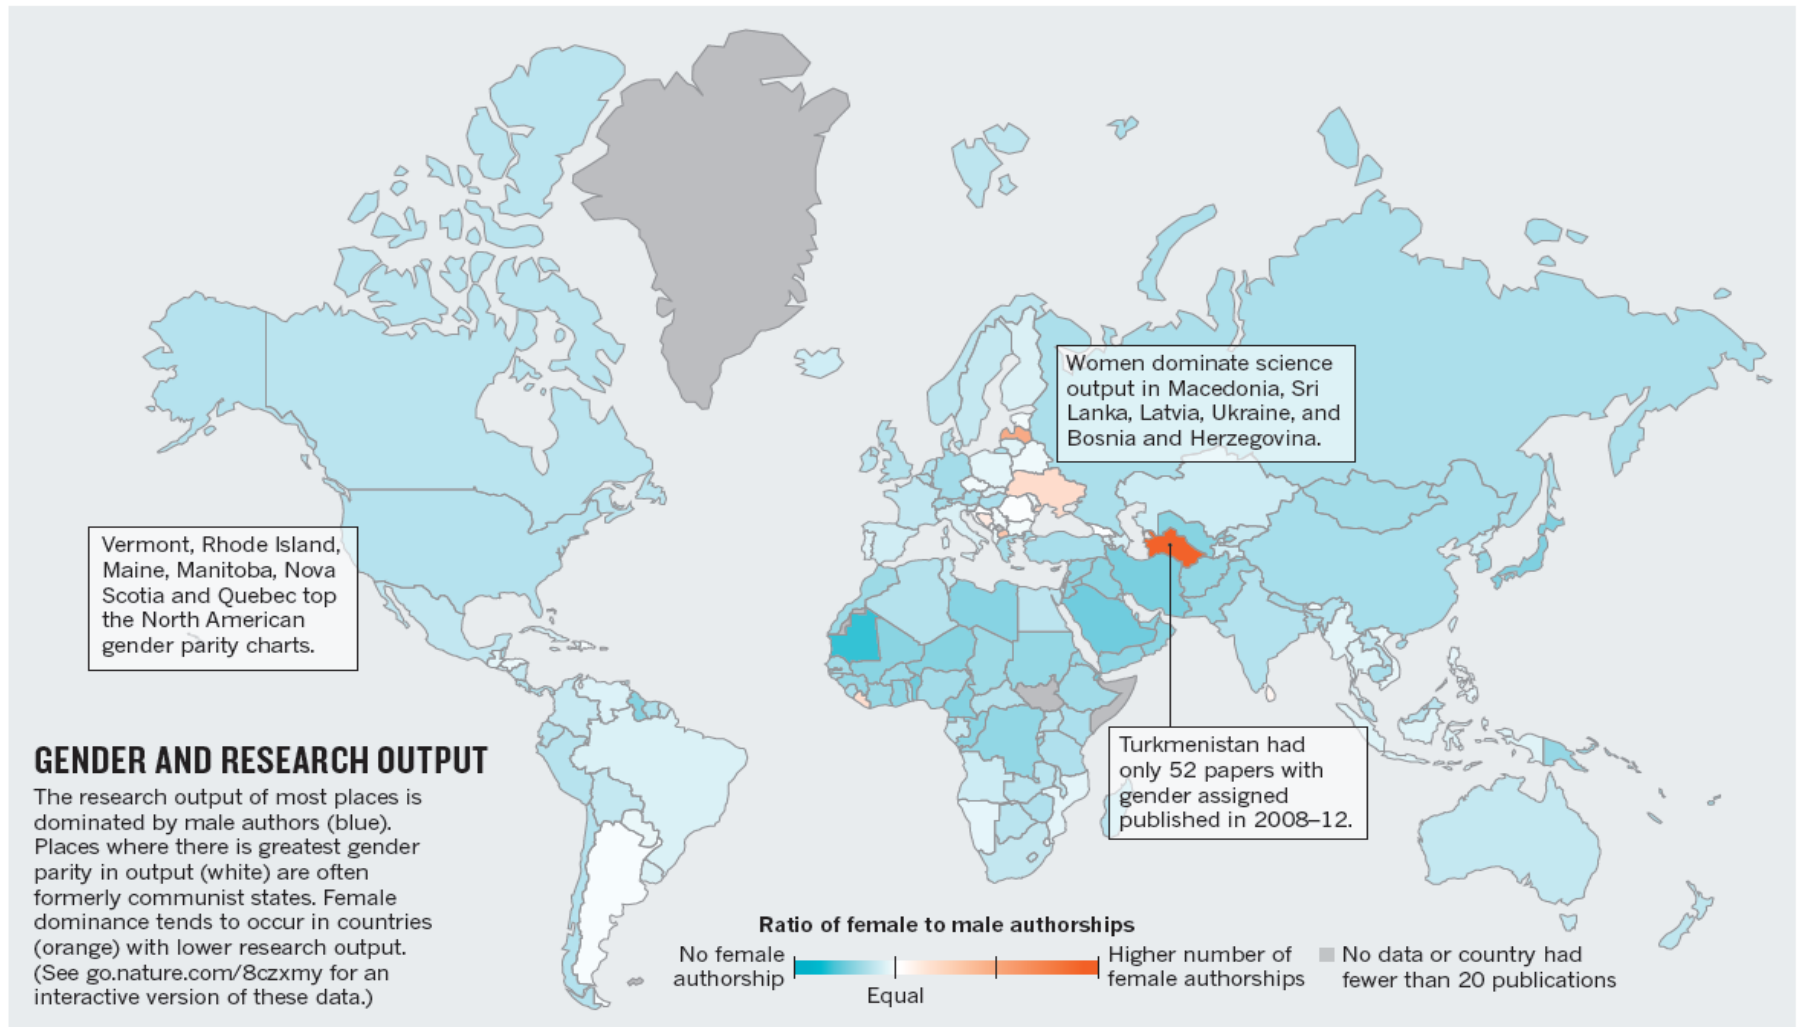 Women dominate science
output in Macedonia, Sri
Lanka, Latvia, Ukraine, and
Bosnia and Herzegovina.
Vermont, Rhode Island,
Maine, Manitoba, Nova
Scotia and Quebec top
the North American
gender parity charts.
Turkmenistan had
only 52 papers with
gender assigned
published in 2008–12.
GENDER AND RESEARCH OUTPUT
The research output of most places is
dominated by male authors (blue).
Places where there is greatest gender
parity in output (white) are often
formerly communist states. Female
dominance tends to occur in countries
(orange) with lower research output.
(See go.nature.com/8czxmy for an
interactive version of these data.)
Ratio of female to male authorships
No female
authorship
Equal
Higher number of
female authorships
No data or country had
fewer than 20 publications